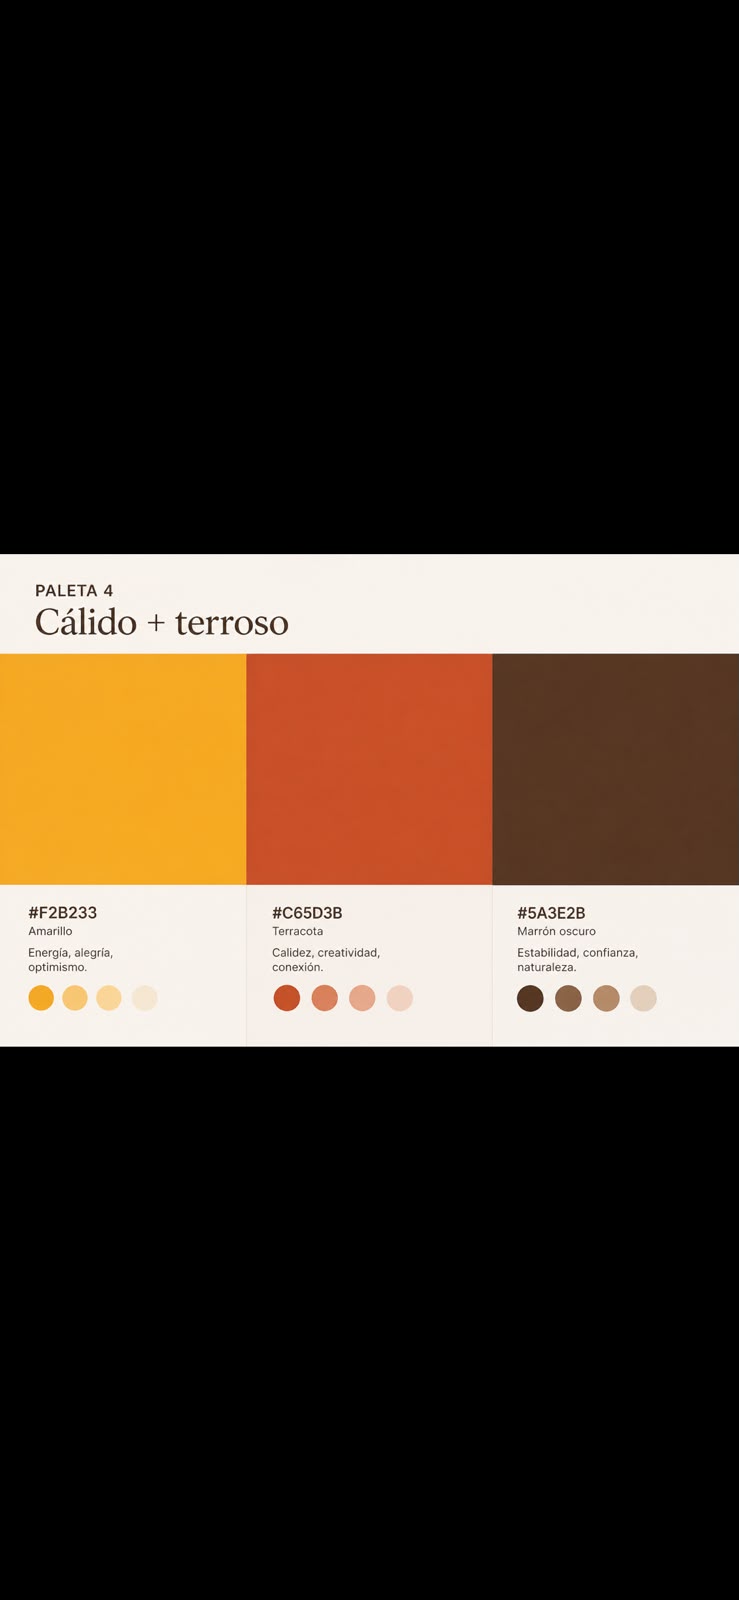 PALETA 4
Cálido + terroso
#F2B233
Amarillo
Energía, alegría,
optimismo.
#C65D3B
Terracota
Calidez, creatividad,
conexión.
#5A3E2B
Marrón oscuro
Estabilidad, confianza,
naturaleza.